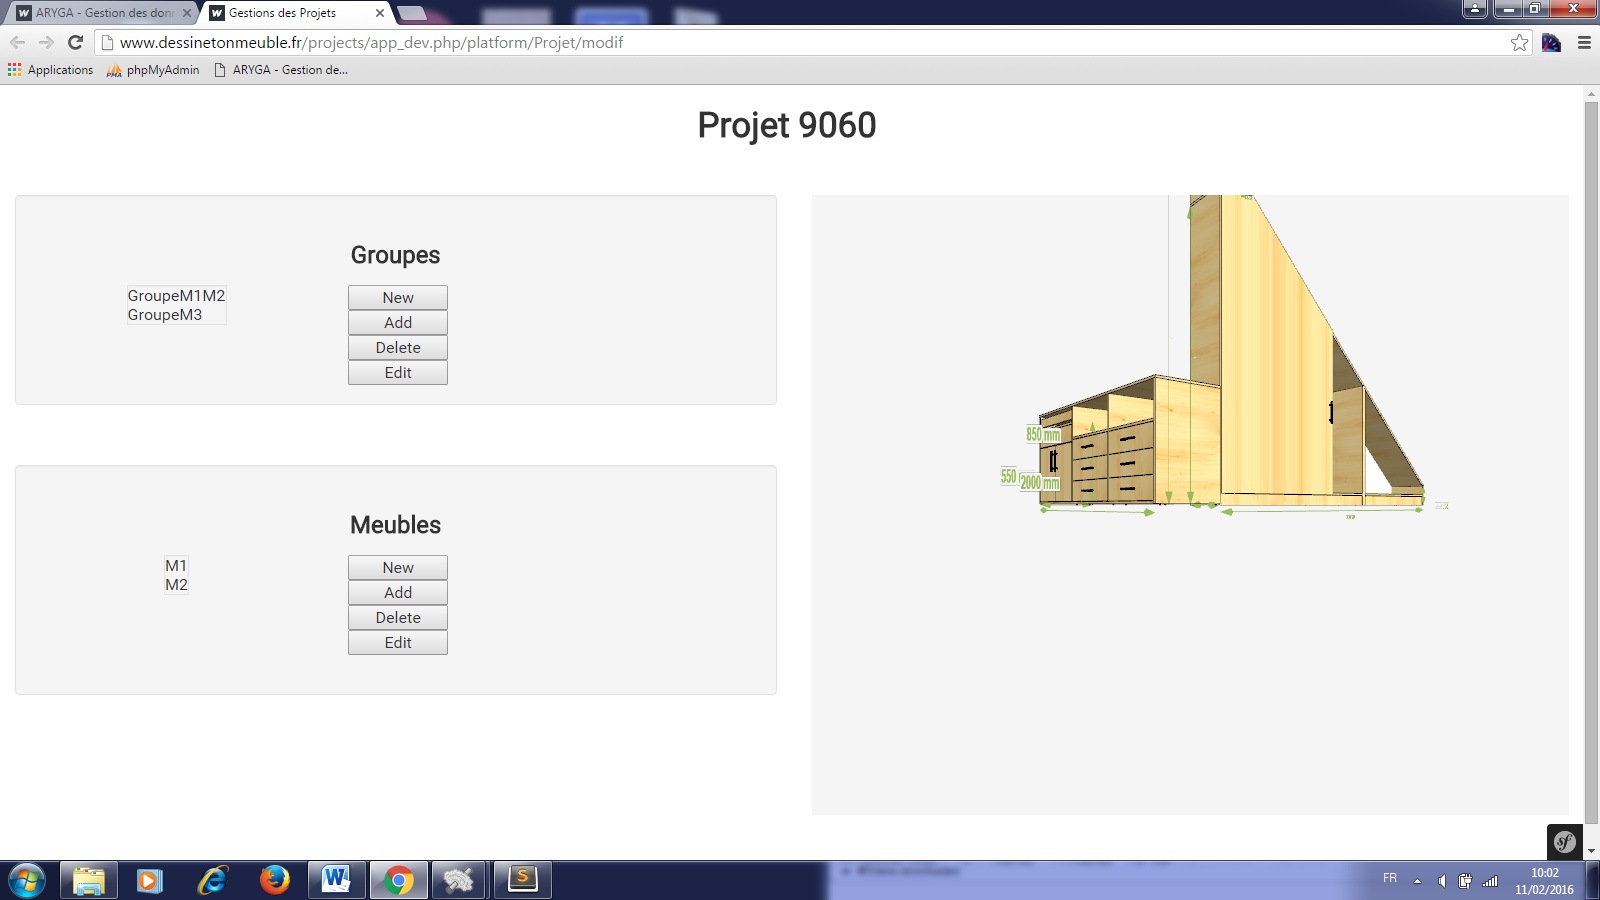 ARYGA - Gestion des don
Gestions des Projets
www.dessinetonmeuble.fr/projects/app_dev.php/platform/Projet/modif
Applications
phpMyAdmin
ARYGA - Gestion de...
Projet 9060
Groupes
GroupeM1M2
GroupeM3
New
Add
Delete
Edit
Meubles
M1
M2
New
Add
Delete
Edit
850 mm
550
2000 mm
sf
FR
10:02
11/02/2016